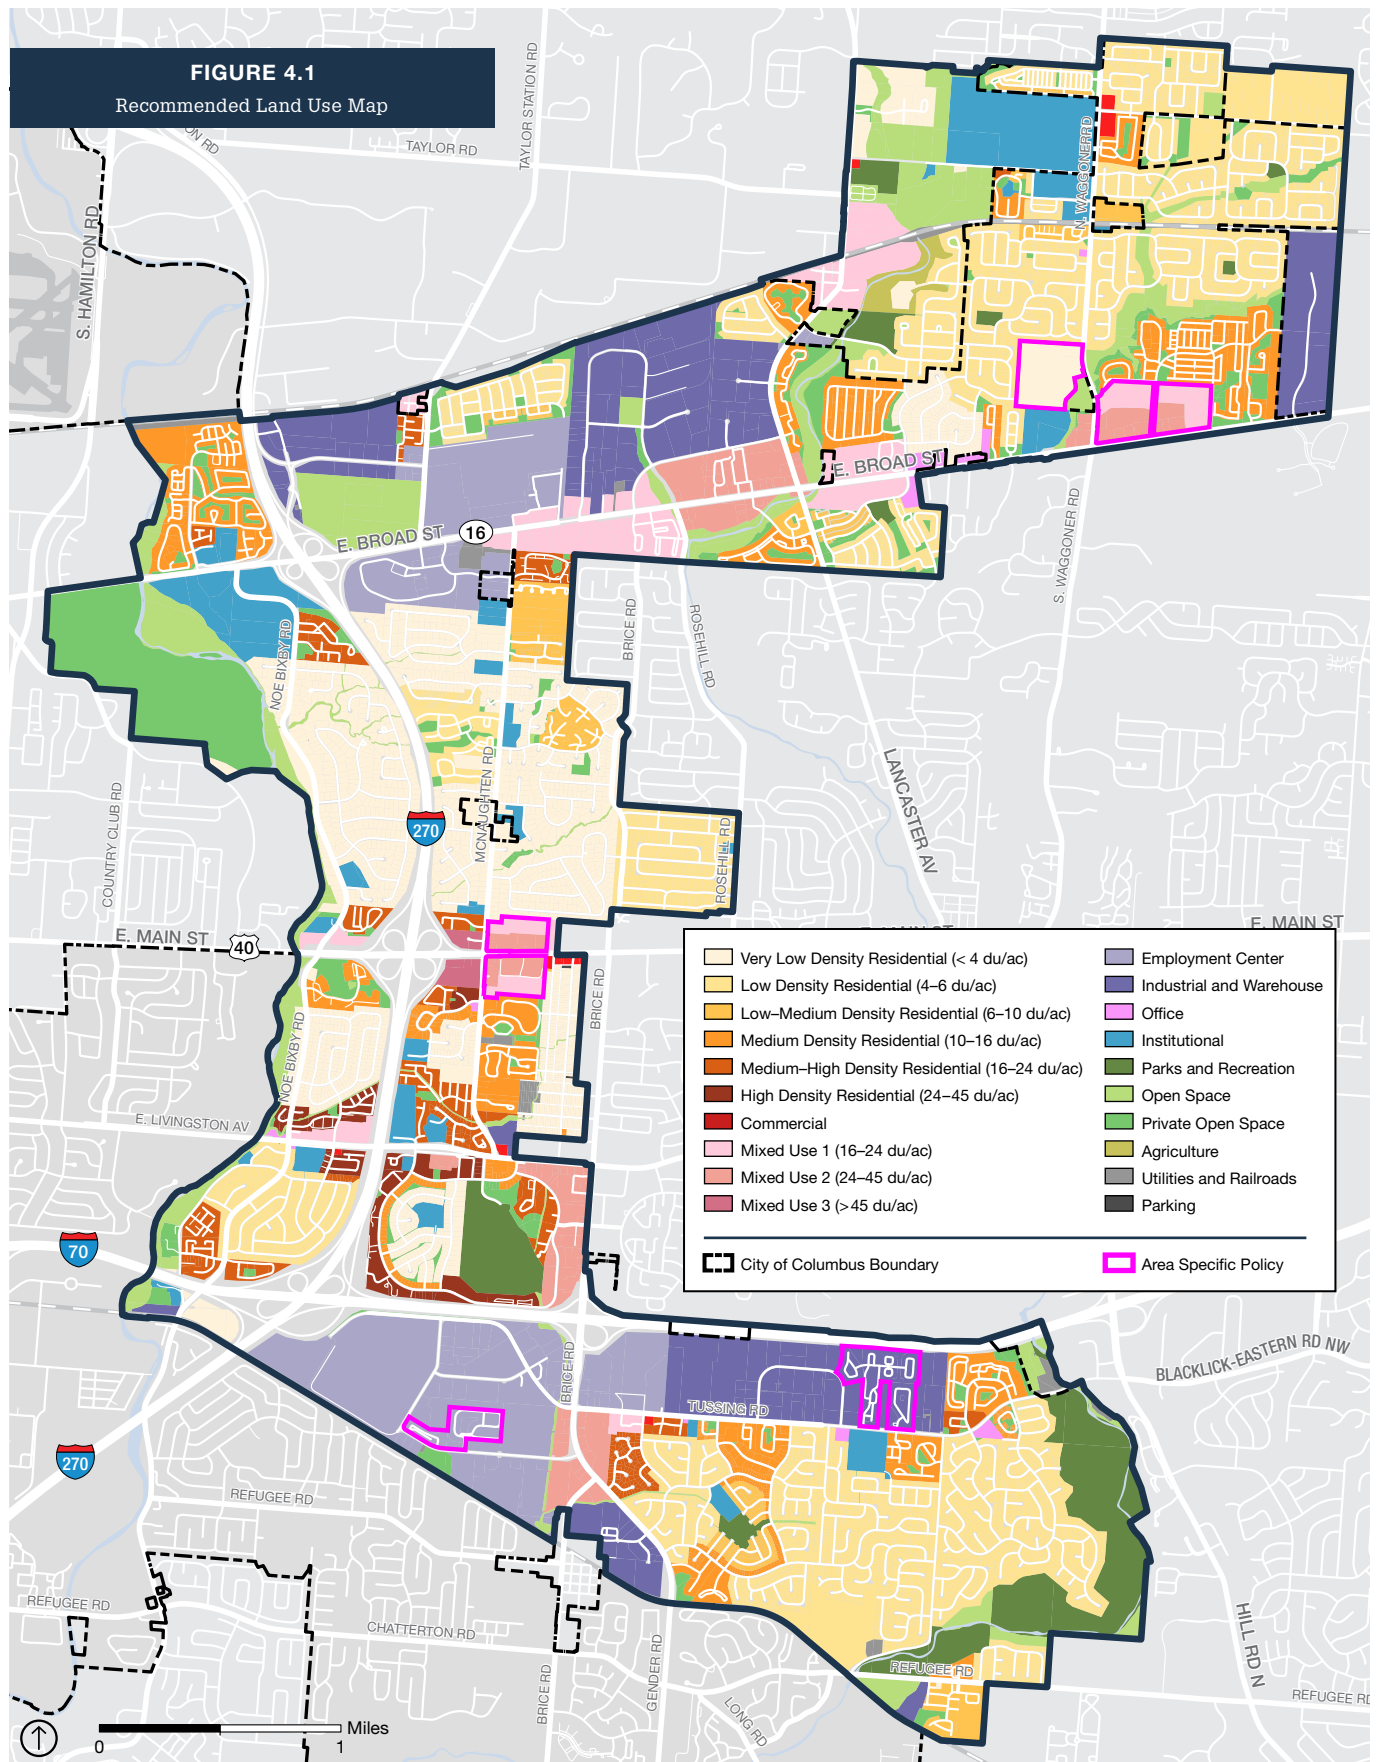 FIGURE 4.1
Recommended Land Use Map
TAYLOR RD
TAYLOR STATION RD
S. HAMILTON RD
N. WAGGONER RD
E. BROAD ST
E. BROAD ST
16
S. WAGGONER RD
BRICE RD
ROSEHILL RD
NOE BIXBY RD
MCNAUGHTEN RD
LANCASTER AV
COUNTRY CLUB RD
270
ROSEHILL RD
E. MAIN ST
40
E. MAIN ST
E. MAIN ST
BRICE RD
NOE BIXBY RD
E. LIVINGSTON AV
Very Low Density Residential (< 4 du/ac)
Low Density Residential (4–6 du/ac)
Low–Medium Density Residential (6–10 du/ac)
Medium Density Residential (10–16 du/ac)
Medium–High Density Residential (16–24 du/ac)
High Density Residential (24–45 du/ac)
Commercial
Mixed Use 1 (16–24 du/ac)
Mixed Use 2 (24–45 du/ac)
Mixed Use 3 (>45 du/ac)
Employment Center
Industrial and Warehouse
Office
Institutional
Parks and Recreation
Open Space
Private Open Space
Agriculture
Utilities and Railroads
Parking
City of Columbus Boundary
Area Specific Policy
70
BRICE RD
TUSSING RD
BLACKLICK-EASTERN RD NW
270
REFUGEE RD
REFUGEE RD
CHATTERTON RD
BRICE RD
GENDER RD
LONG RD
REFUGEE RD
HILL RD N
REFUGEE RD
Miles
0
1